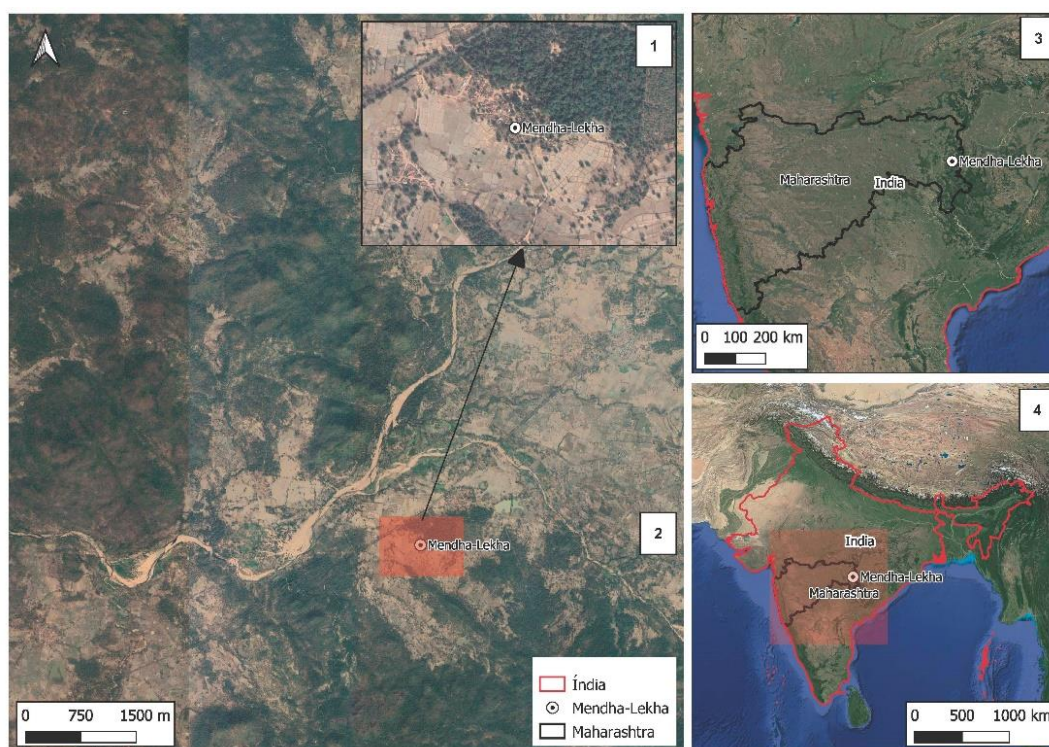 1
Mendha-Lekha
Mendha-Lekha
2
0 750 1500 m
Índia
Mendha-Lekha
Maharashtra
3
Mendha-Lekha
Maharashtra
India
0 100 200 km
4
India
Mendha-Lekha
Maharashtra
0 500 1000 km